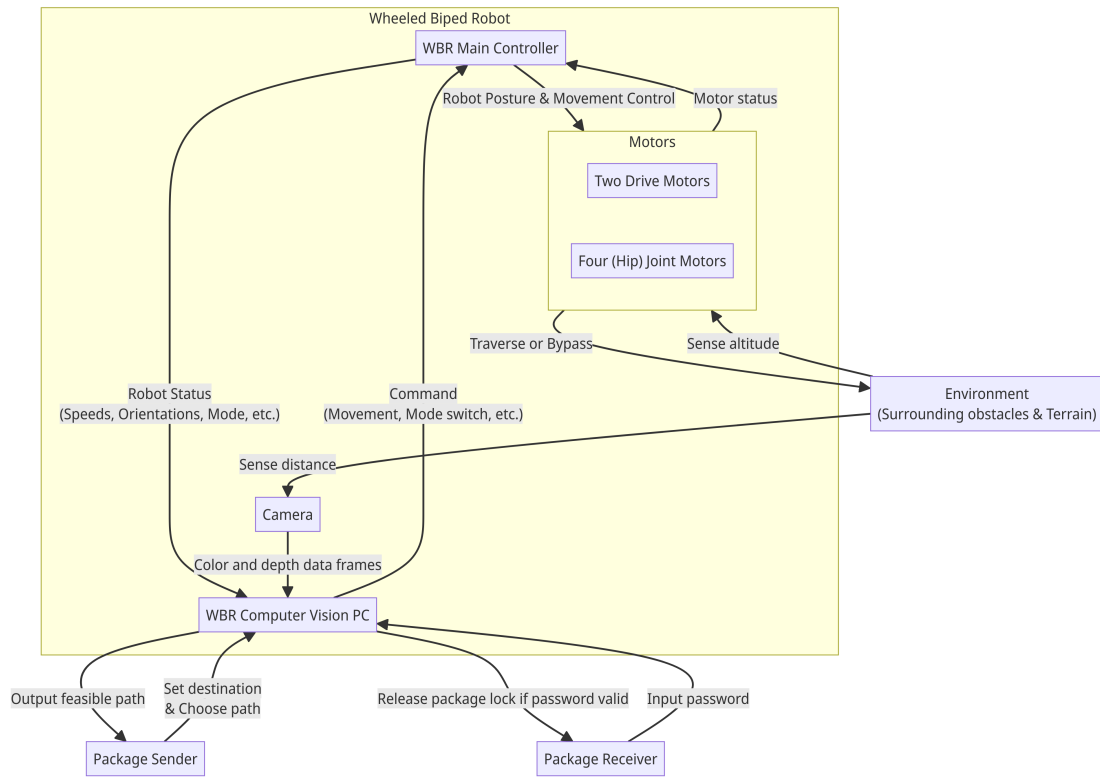 Wheeled Biped Robot
WBR Main Controller
Robot Posture & Movement Control
Motor status
Motors
Two Drive Motors
Four (Hip) Joint Motors
Traverse or Bypass
Sense altitude
Robot Status
(Speeds, Orientations, Mode, etc.)
Command
(Movement, Mode switch, etc.)
Environment
(Surrounding obstacles & Terrain)
Sense distance
Camera
Color and depth data frames
WBR Computer Vision PC
Output feasible path
Set destination
& Choose path
Release package lock if password valid
Input password
Package Sender
Package Receiver